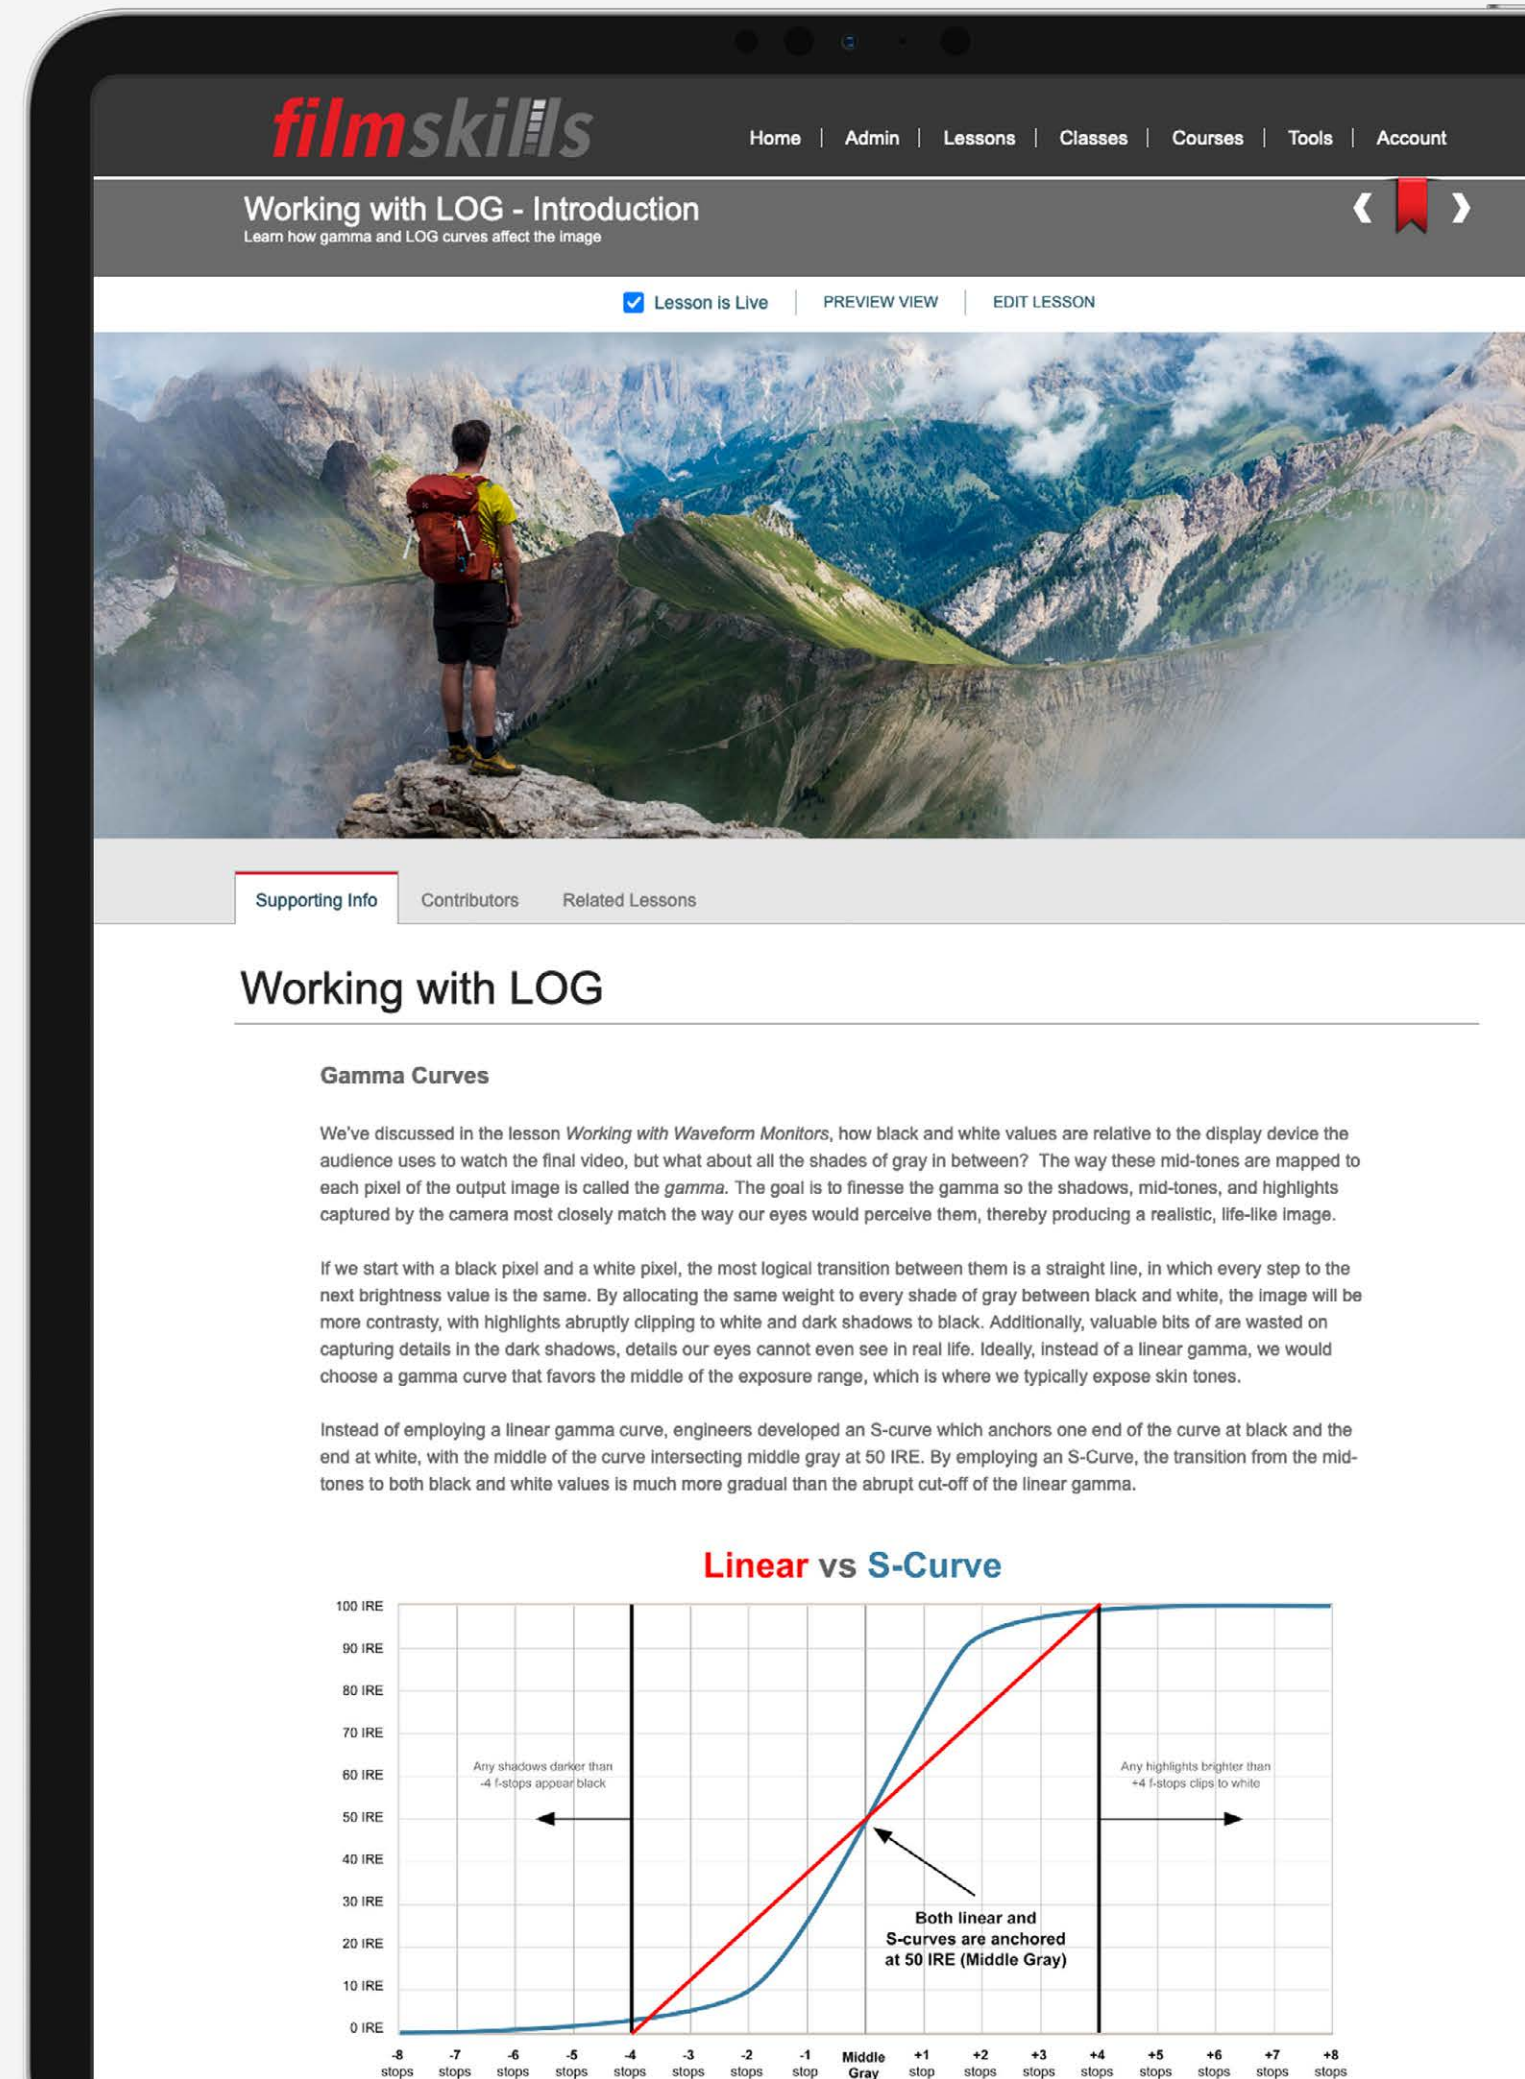 filmskills
Home | Admin | Lessons | Classes | Courses | Tools | Account
Working with LOG - Introduction
Learn how gamma and LOG curves affect the image
Lesson is Live | PREVIEW VIEW | EDIT LESSON
Supporting Info Contributors Related Lessons
Working with LOG
Gamma Curves
We've discussed in the lesson Working with Waveform Monitors, how black and white values are relative to the display device the
audience uses to watch the final video, but what about all the shades of gray in between? The way these mid-tones are mapped to
each pixel of the output image is called the gamma. The goal is to finesse the gamma so the shadows, mid-tones, and highlights
captured by the camera most closely match the way our eyes would perceive them, thereby producing a realistic, life-like image.
If we start with a black pixel and a white pixel, the most logical transition between them is a straight line, in which every step to the
next brightness value is the same. By allocating the same weight to every shade of gray between black and white, the image will be
more contrasty, with highlights abruptly clipping to white and dark shadows to black. Additionally, valuable bits of are wasted on
capturing details in the dark shadows, details our eyes cannot even see in real life. Ideally, instead of a linear gamma, we would
choose a gamma curve that favors the middle of the exposure range, which is where we typically expose skin tones.
Instead of employing a linear gamma curve, engineers developed an S-curve which anchors one end of the curve at black and the
end at white, with the middle of the curve intersecting middle gray at 50 IRE. By employing an S-Curve, the transition from the mid-
tones to both black and white values is much more gradual than the abrupt cut-off of the linear gamma.
Linear vs S-Curve
100 IRE
90 IRE
80 IRE
70 IRE
60 IRE
50 IRE
40 IRE
30 IRE
20 IRE
10 IRE
0 IRE
Any shadows darker than
-4 f-stops appear black
Any highlights brighter than
+4 f-stops clips to white
Both linear and
S-curves are anchored
at 50 IRE (Middle Gray)
-8 -7 -6 -5 -4 -3 -2 -1 Middle +1 +2 +3 +4 +5 +6 +7 +8
stops stops stops stops stops stops stops stop Gray stop stops stops stops stops stops stops stops